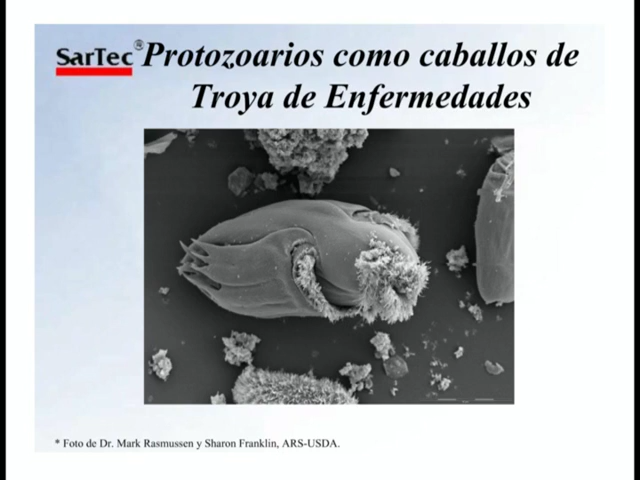 SarTec®
Protozoarios como caballos de
Troya de Enfermedades
* Foto de Dr. Mark Rasmussen y Sharon Franklin, ARS-USDA.